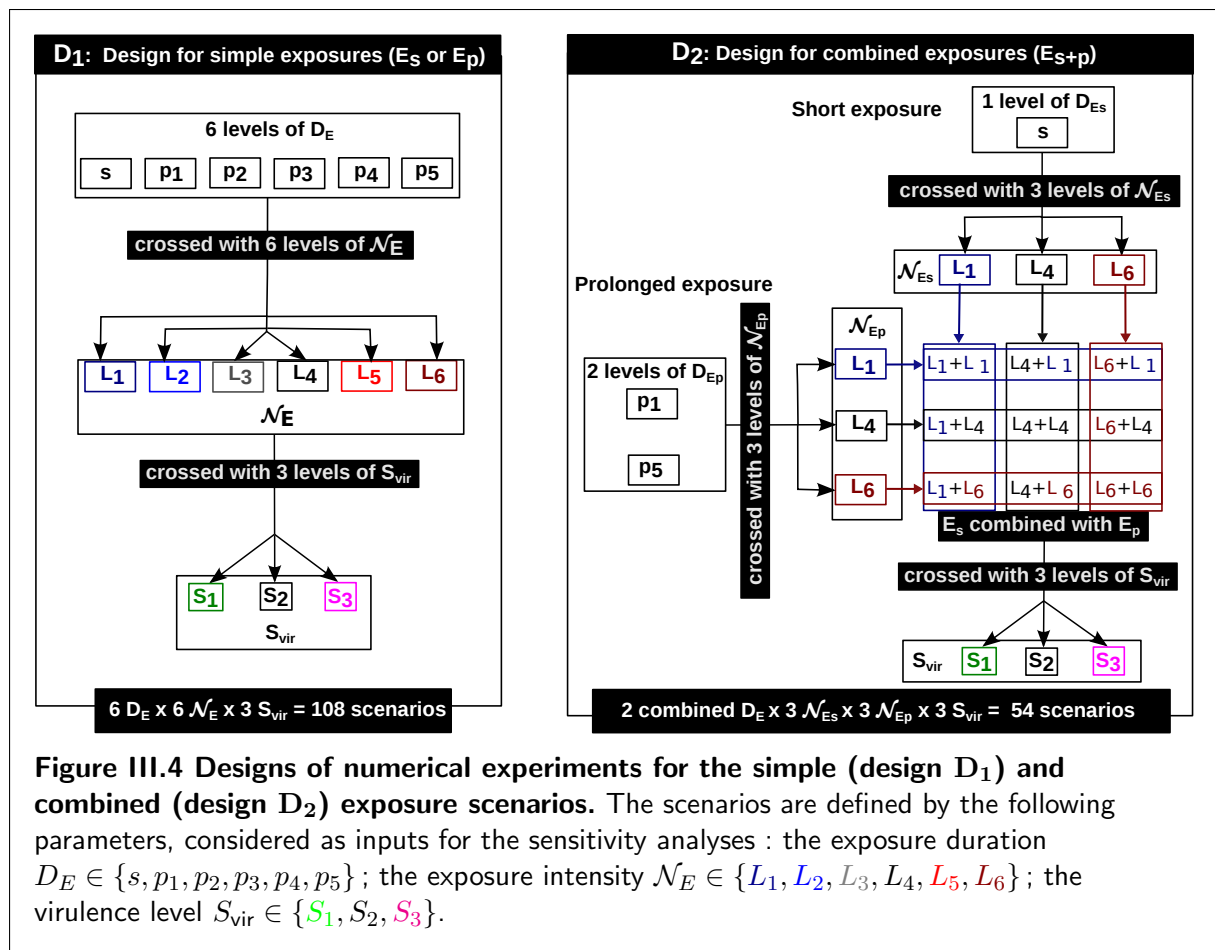 D1: Design for simple exposures (Es or Ep)
6 levels of DE
s p1 p2 p3 p4 p5
crossed with 6 levels of 𝒩E
L1 L2 L3 L4 L5 L6
𝒩E
crossed with 3 levels of Svir
S1 S2 S3
Svir
6 DE x 6 𝒩E x 3 Svir = 108 scenarios
D2: Design for combined exposures (Es+p)
Short exposure
1 level of DEs
s
crossed with 3 levels of 𝒩Es
𝒩Es L1 L4 L6
Prolonged exposure
2 levels of DEp
p1
p5
crossed with 3 levels of 𝒩Ep
𝒩Ep
L1 L1+L1 L4+L1 L6+L1
L4 L1+L4 L4+L4 L6+L4
L6 L1+L6 L4+L6 L6+L6
Es combined with Ep
crossed with 3 levels of Svir
Svir S1 S2 S3
2 combined DE x 3 𝒩Es x 3 𝒩Ep x 3 Svir = 54 scenarios
Figure III.4 Designs of numerical experiments for the simple (design D1) and
combined (design D2) exposure scenarios. The scenarios are defined by the following
parameters, considered as inputs for the sensitivity analyses : the exposure duration
DE ∈ {s, p1, p2, p3, p4, p5} ; the exposure intensity 𝒩E ∈ {L1, L2, L3, L4, L5, L6} ; the
virulence level Svir ∈ {S1, S2, S3}.